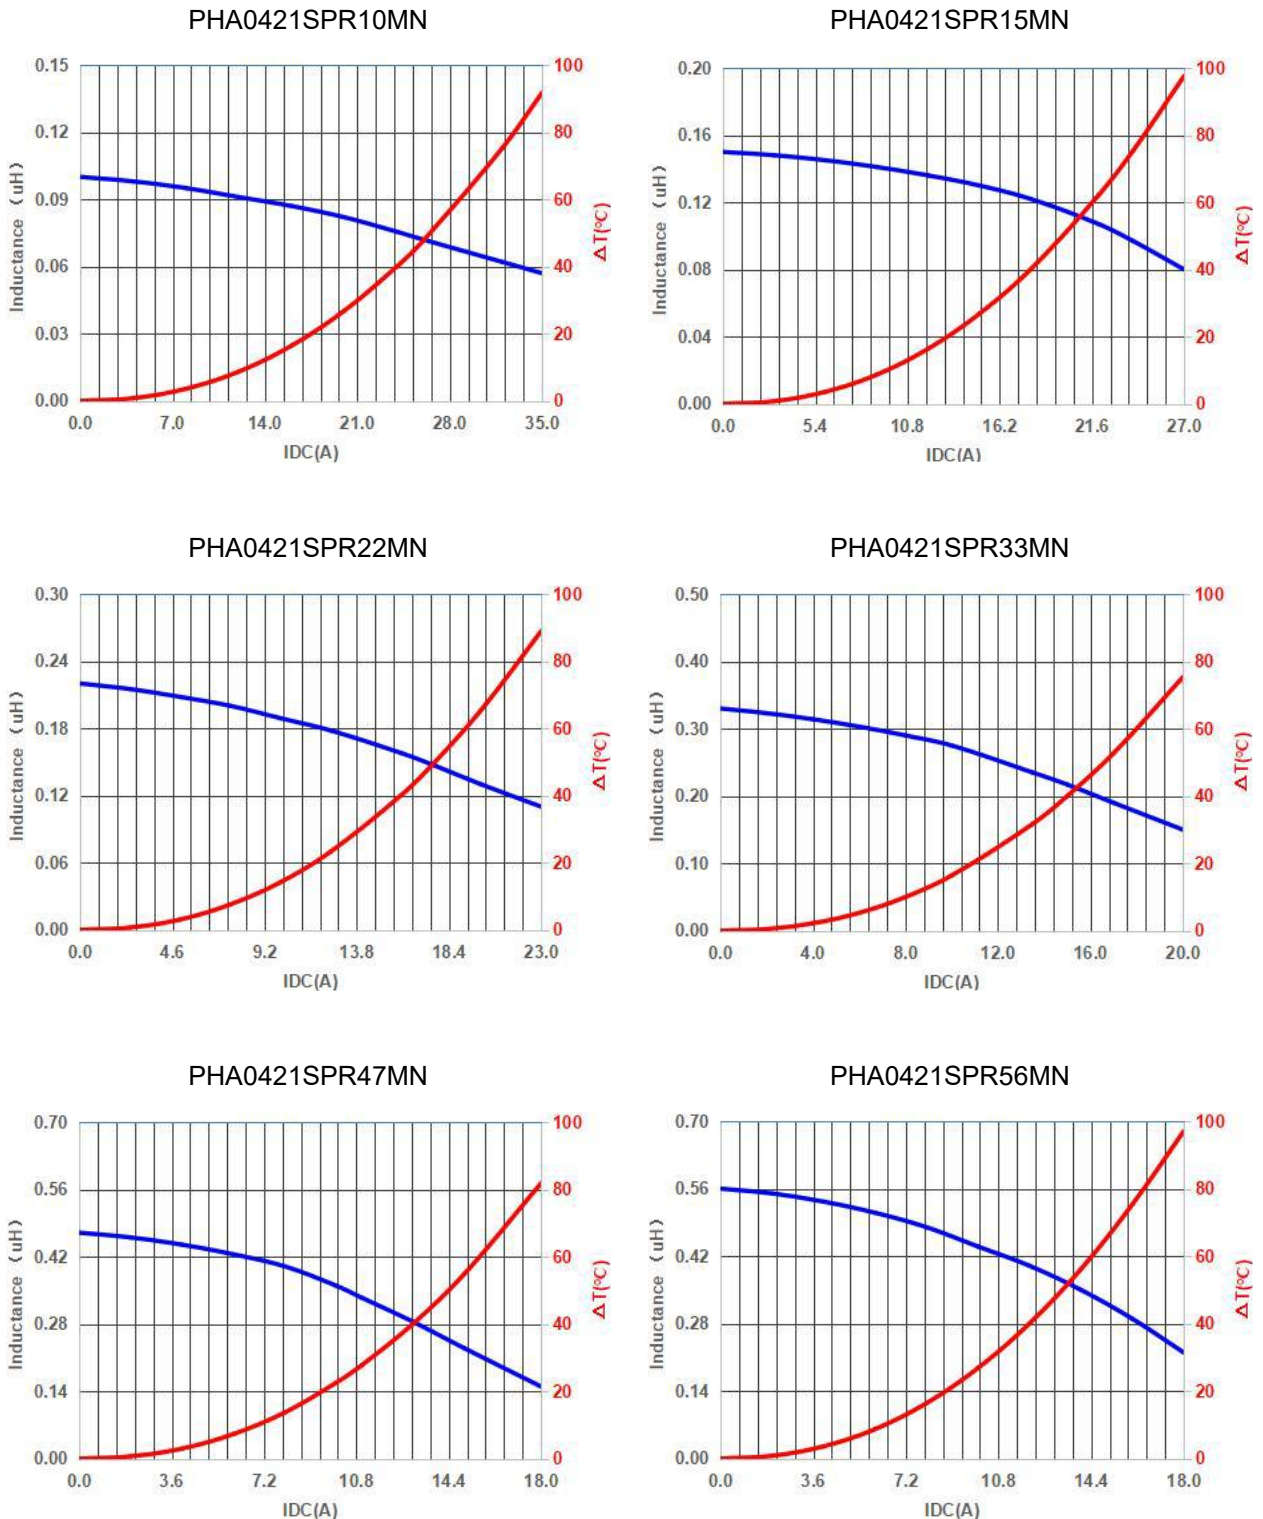 PHA0421SPR10MN
0.15
0.12
0.09
0.06
0.03
0.00
Inductance (uH)
100
80
60
40
20
0
ΔT(℃)
0.0 7.0 14.0 21.0 28.0 35.0
IDC(A)
PHA0421SPR15MN
0.20
0.16
0.12
0.08
0.04
0.00
Inductance (uH)
100
80
60
40
20
0
ΔT(℃)
0.0 5.4 10.8 16.2 21.6 27.0
IDC(A)
PHA0421SPR22MN
0.30
0.24
0.18
0.12
0.06
0.00
Inductance (uH)
100
80
60
40
20
0
ΔT(℃)
0.0 4.6 9.2 13.8 18.4 23.0
IDC(A)
PHA0421SPR33MN
0.50
0.40
0.30
0.20
0.10
0.00
Inductance (uH)
100
80
60
40
20
0
ΔT(℃)
0.0 4.0 8.0 12.0 16.0 20.0
IDC(A)
PHA0421SPR47MN
0.70
0.56
0.42
0.28
0.14
0.00
Inductance (uH)
100
80
60
40
20
0
ΔT(℃)
0.0 3.6 7.2 10.8 14.4 18.0
IDC(A)
PHA0421SPR56MN
0.70
0.56
0.42
0.28
0.14
0.00
Inductance (uH)
100
80
60
40
20
0
ΔT(℃)
0.0 3.6 7.2 10.8 14.4 18.0
IDC(A)